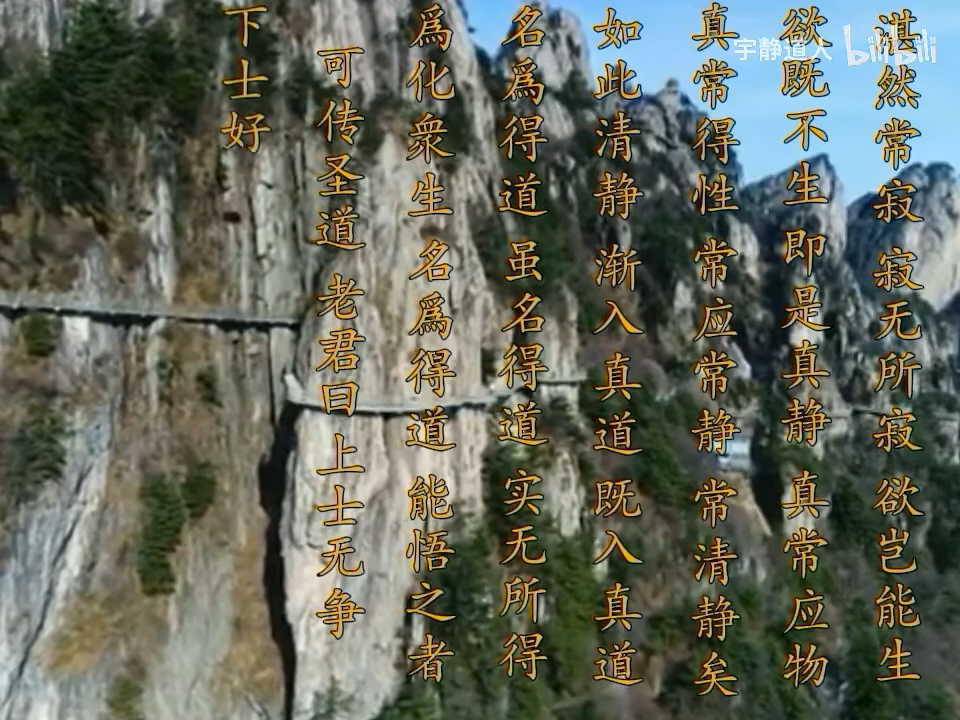 湛然常寂 寂无所寂 欲岂能生
欲既不生 即是真静 真常应物
真常得性 常应常静 常清静矣
如此清静 渐入真道 既入真道
名爲得道 虽名得道 实无所得
爲化衆生 名爲得道 能悟之者
可传圣道 老君曰 上士无争
下士好
宇静道人 bilibili